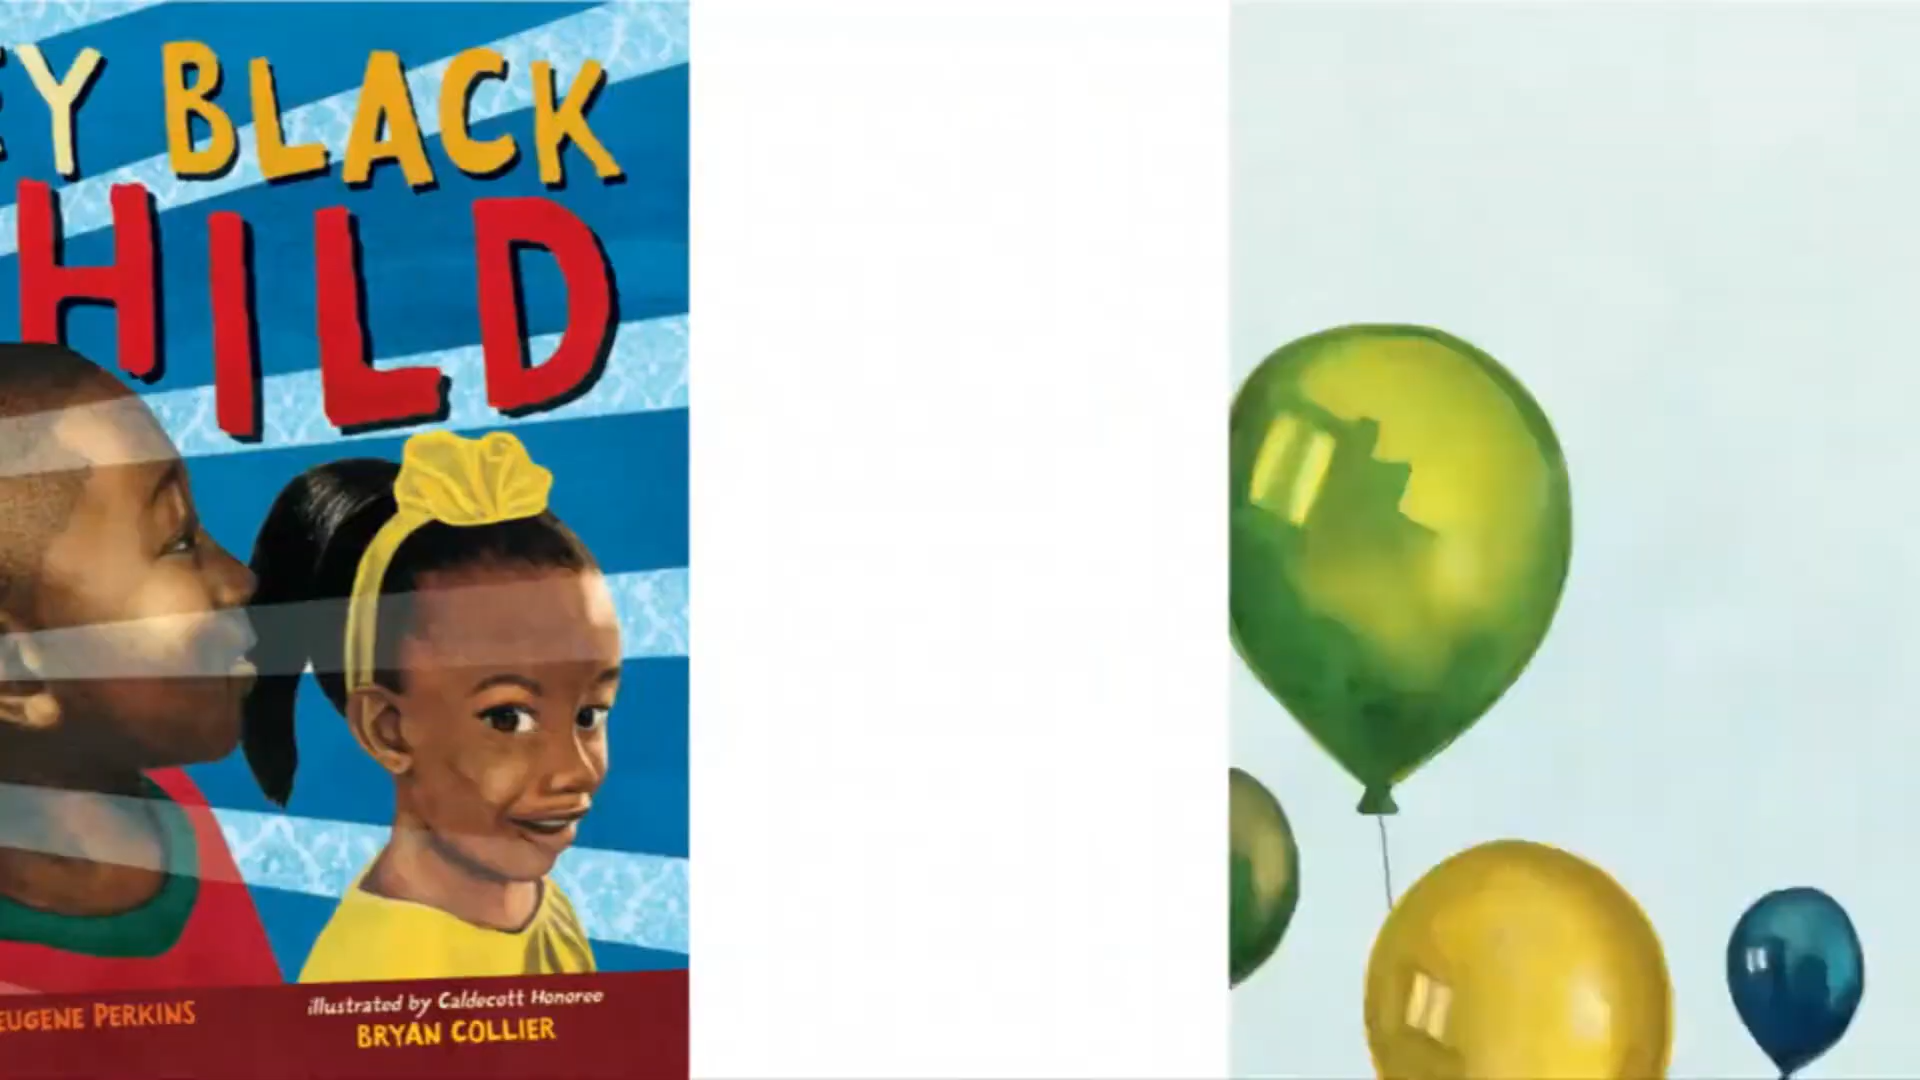 EY BLACK
HILD
EUGENE PERKINS
illustrated by Caldecott Honoree
BRYAN COLLIER